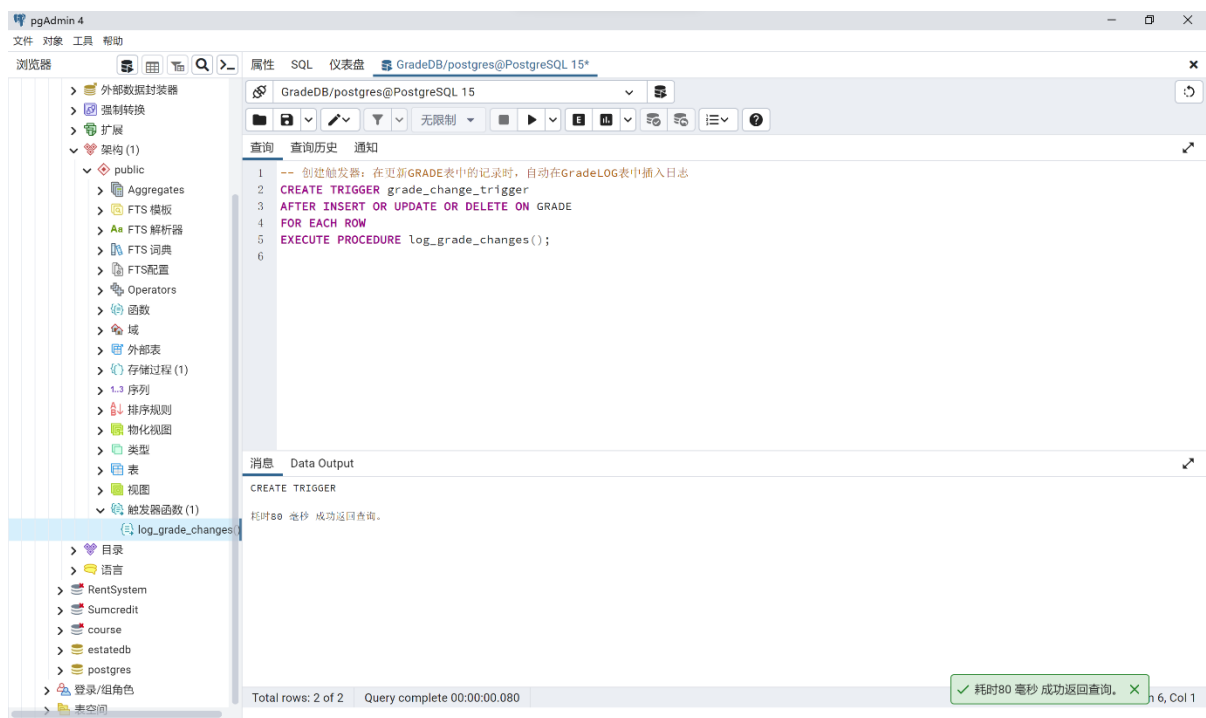 pgAdmin 4
文件 对象 工具 帮助
浏览器
属性 SQL 仪表盘 GradeDB/postgres@PostgreSQL 15*
外部数据封装器
强制转换
扩展
架构 (1)
public
Aggregates
FTS 模板
FTS 解析器
FTS 词典
FTS配置
Operators
函数
域
外部表
存储过程 (1)
1..3 序列
排序规则
物化视图
类型
表
视图
触发器函数 (1)
log_grade_changes()
目录
语言
RentSystem
Sumcredit
course
estatedb
postgres
登录/组角色
表空间
GradeDB/postgres@PostgreSQL 15
无限制
查询 查询历史 通知
1 -- 创建触发器：在更新GRADE表中的记录时，自动在GradeLOG表中插入日志
2 CREATE TRIGGER grade_change_trigger
3 AFTER INSERT OR UPDATE OR DELETE ON GRADE
4 FOR EACH ROW
5 EXECUTE PROCEDURE log_grade_changes();
6
消息 Data Output
CREATE TRIGGER
耗时80 毫秒 成功返回查询。
Total rows: 2 of 2 Query complete 00:00:00.080
耗时80 毫秒 成功返回查询。
n 6, Col 1